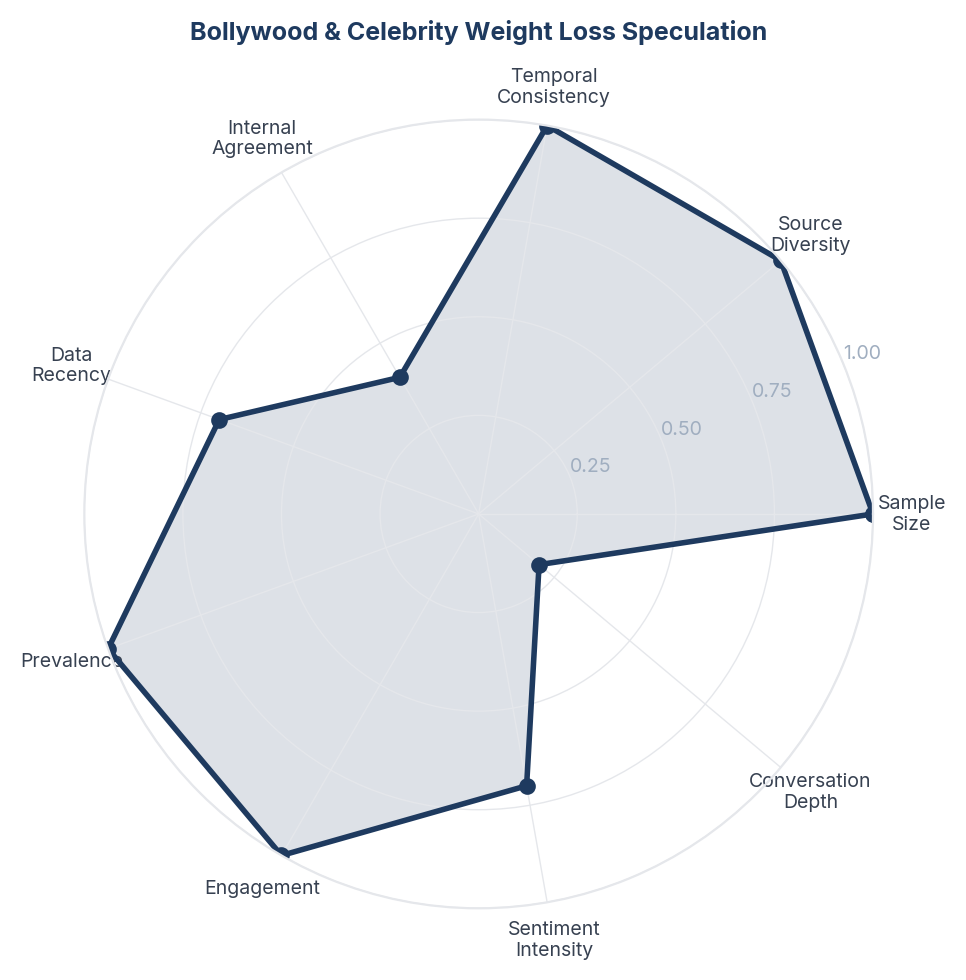 Bollywood & Celebrity Weight Loss Speculation
Temporal
Consistency
Internal
Agreement
Source
Diversity
1.00
Data
Recency
0.75
0.50
0.25
Sample
Size
Prevalence
Conversation
Depth
Engagement
Sentiment
Intensity